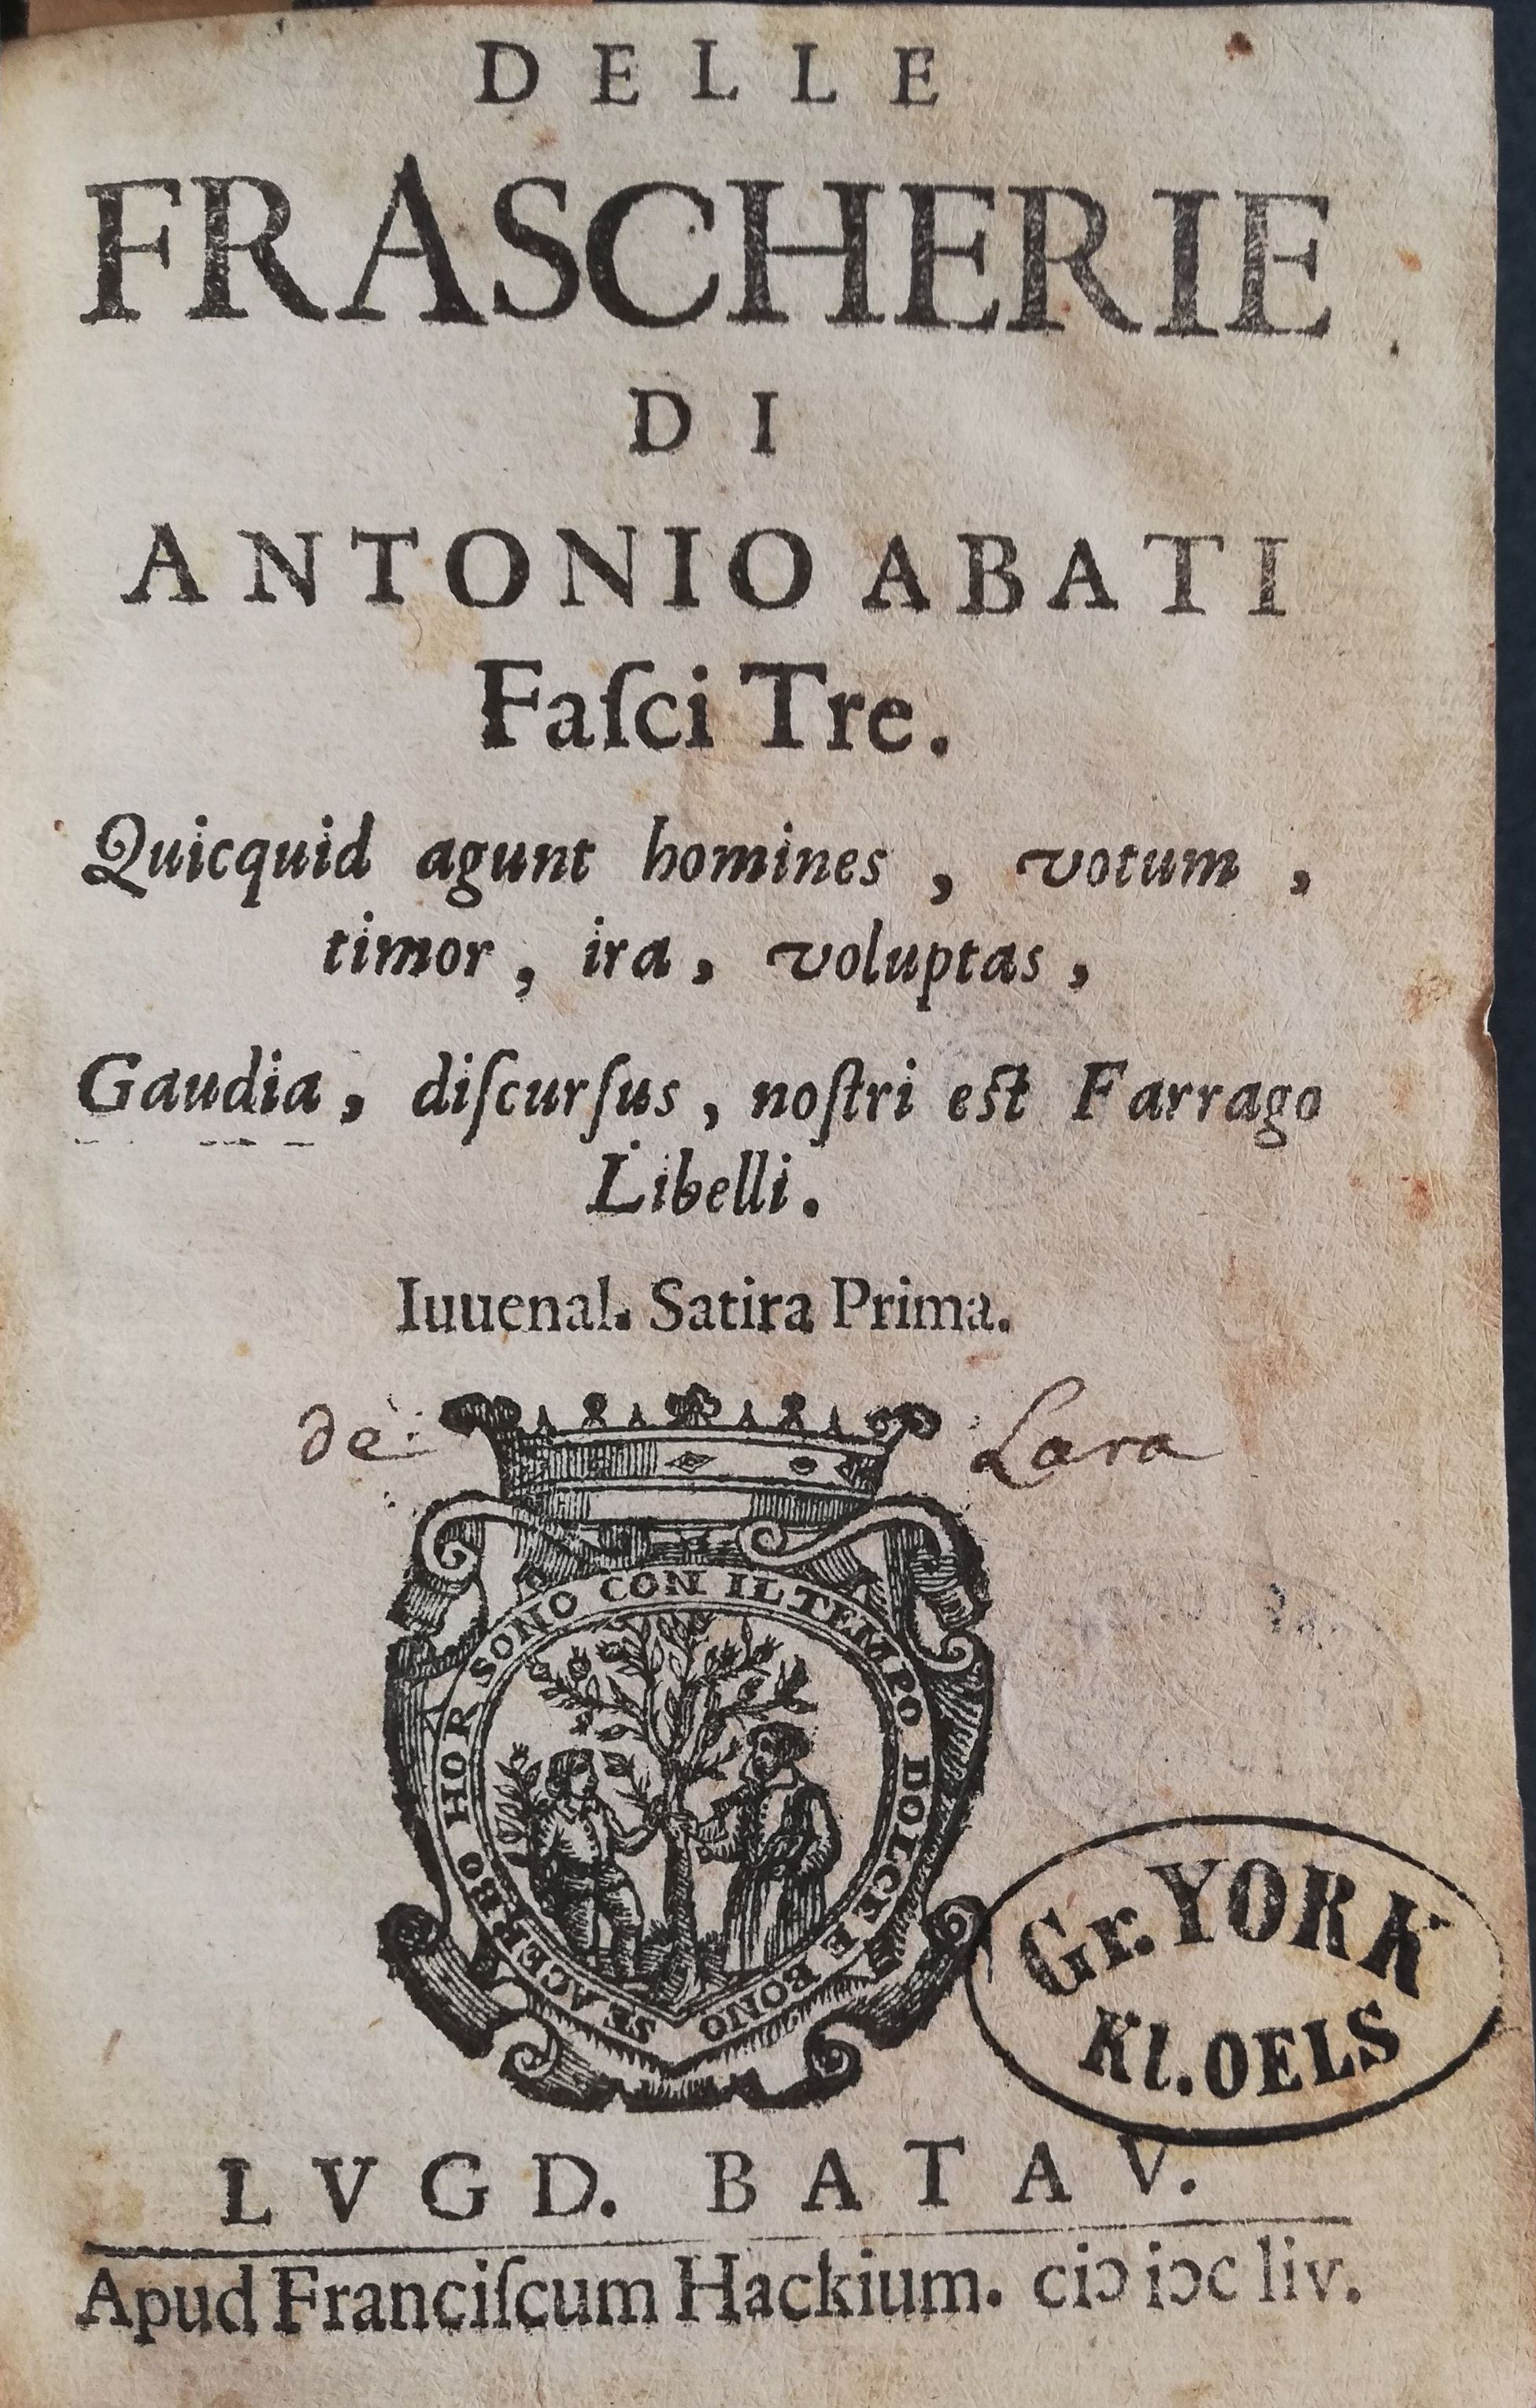 DELLE
FRASCHERIE
DI
ANTONIO ABATI
Faſci Tre.
Quicquid agunt homines, votum,
timor, ira, voluptas,
Gaudia, diſcurſus, noſtri est Farrago
Libelli.
Iuuenal. Satira Prima.
de Lara
SE ACERBO HOR SONO CON IL TEMPO DOLCE E BONO
Gr. YORK
Kl. OELS
LVGD. BATAV.
Apud Franciſcum Hackium. ciↄ iↄc liv.